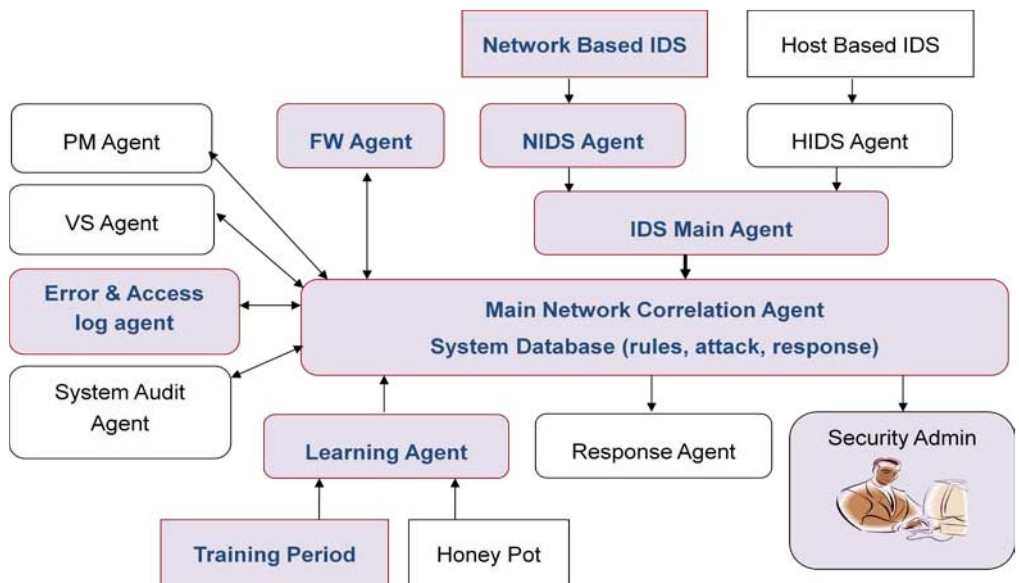 Network Based IDS
Host Based IDS
PM Agent
FW Agent
NIDS Agent
HIDS Agent
VS Agent
IDS Main Agent
Error & Access
log agent
Main Network Correlation Agent
System Database (rules, attack, response)
System Audit
Agent
Learning Agent
Response Agent
Security Admin
Training Period
Honey Pot